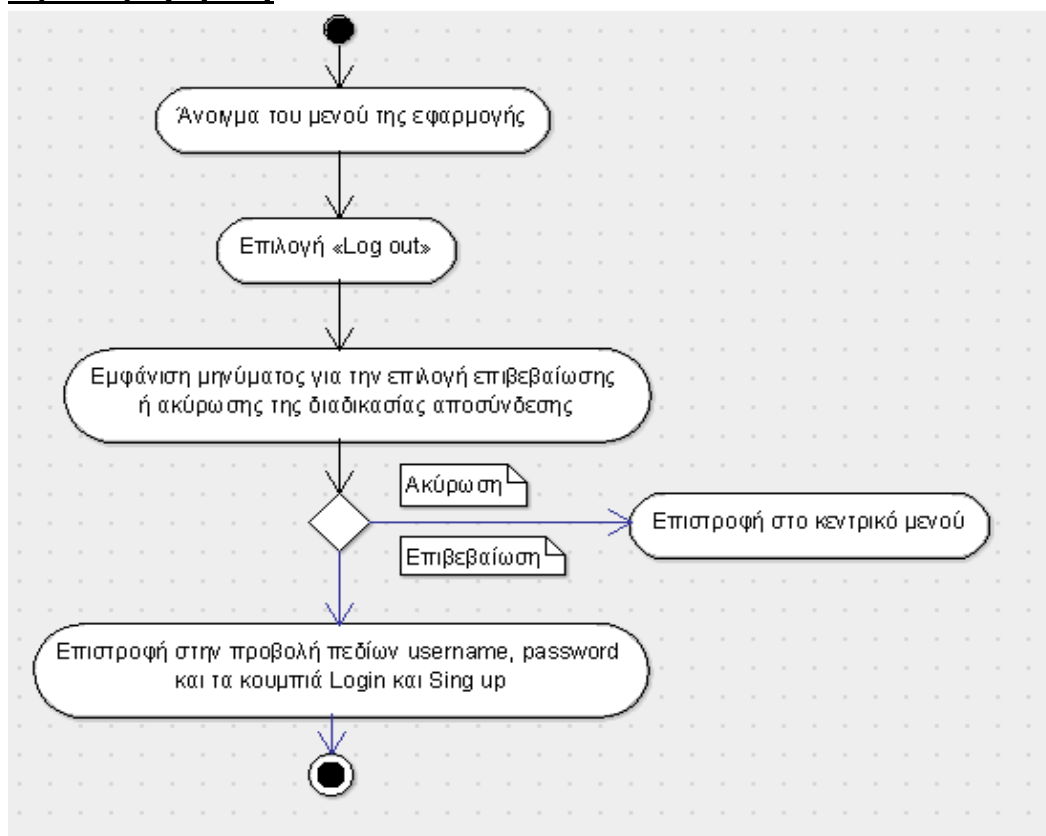 Άνοιγμα του μενού της εφαρμογής
Επιλογή «Log out»
Εμφάνιση μηνύματος για την επιλογή επιβεβαίωσης
ή ακύρωσης της διαδικασίας αποσύνδεσης
Ακύρωση
Επιστροφή στο κεντρικό μενού
Επιβεβαίωση
Επιστροφή στην προβολή πεδίων username, password
και τα κουμπιά Login και Sing up